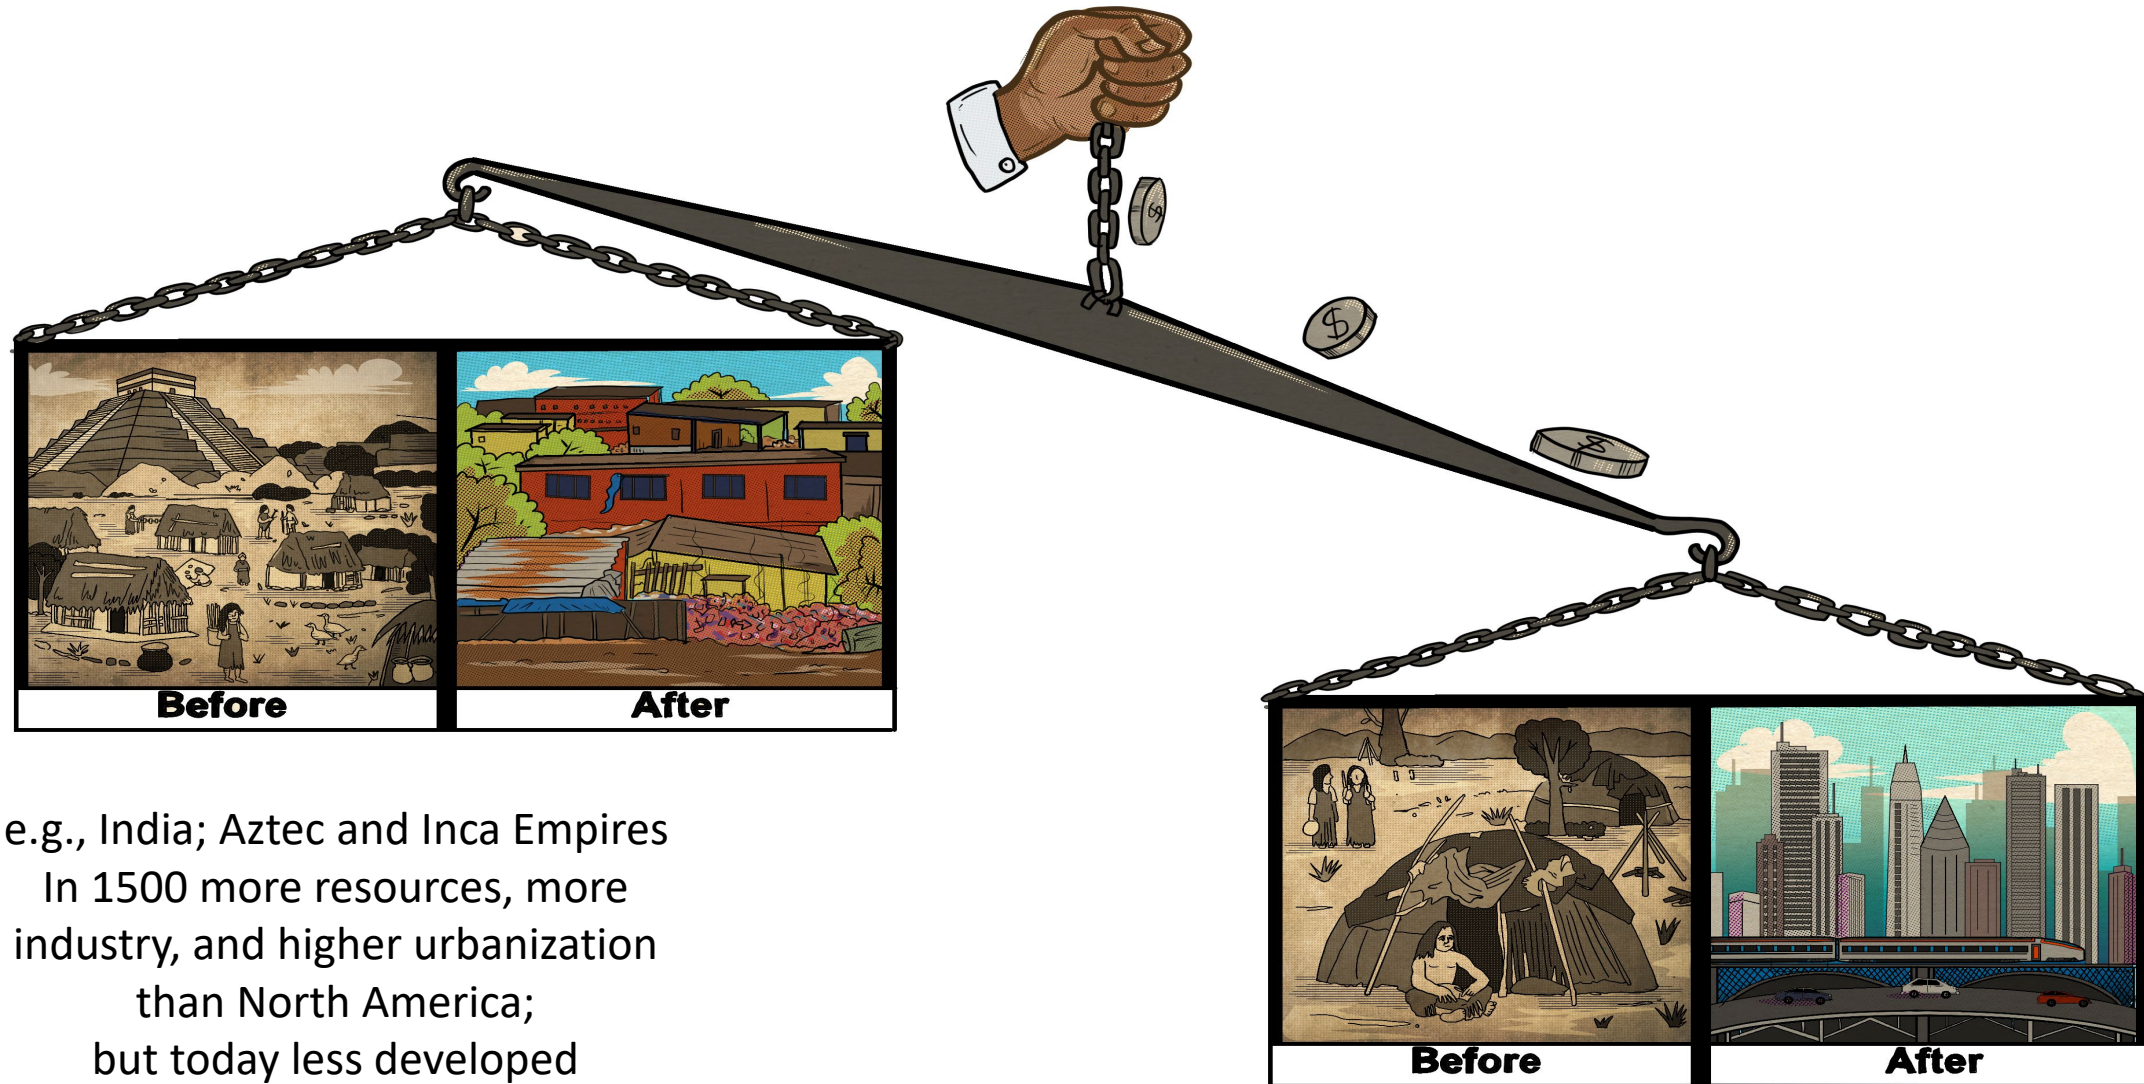 $
$
Before
After
e.g., India; Aztec and Inca Empires
In 1500 more resources, more
industry, and higher urbanization
than North America;
but today less developed
Before
After